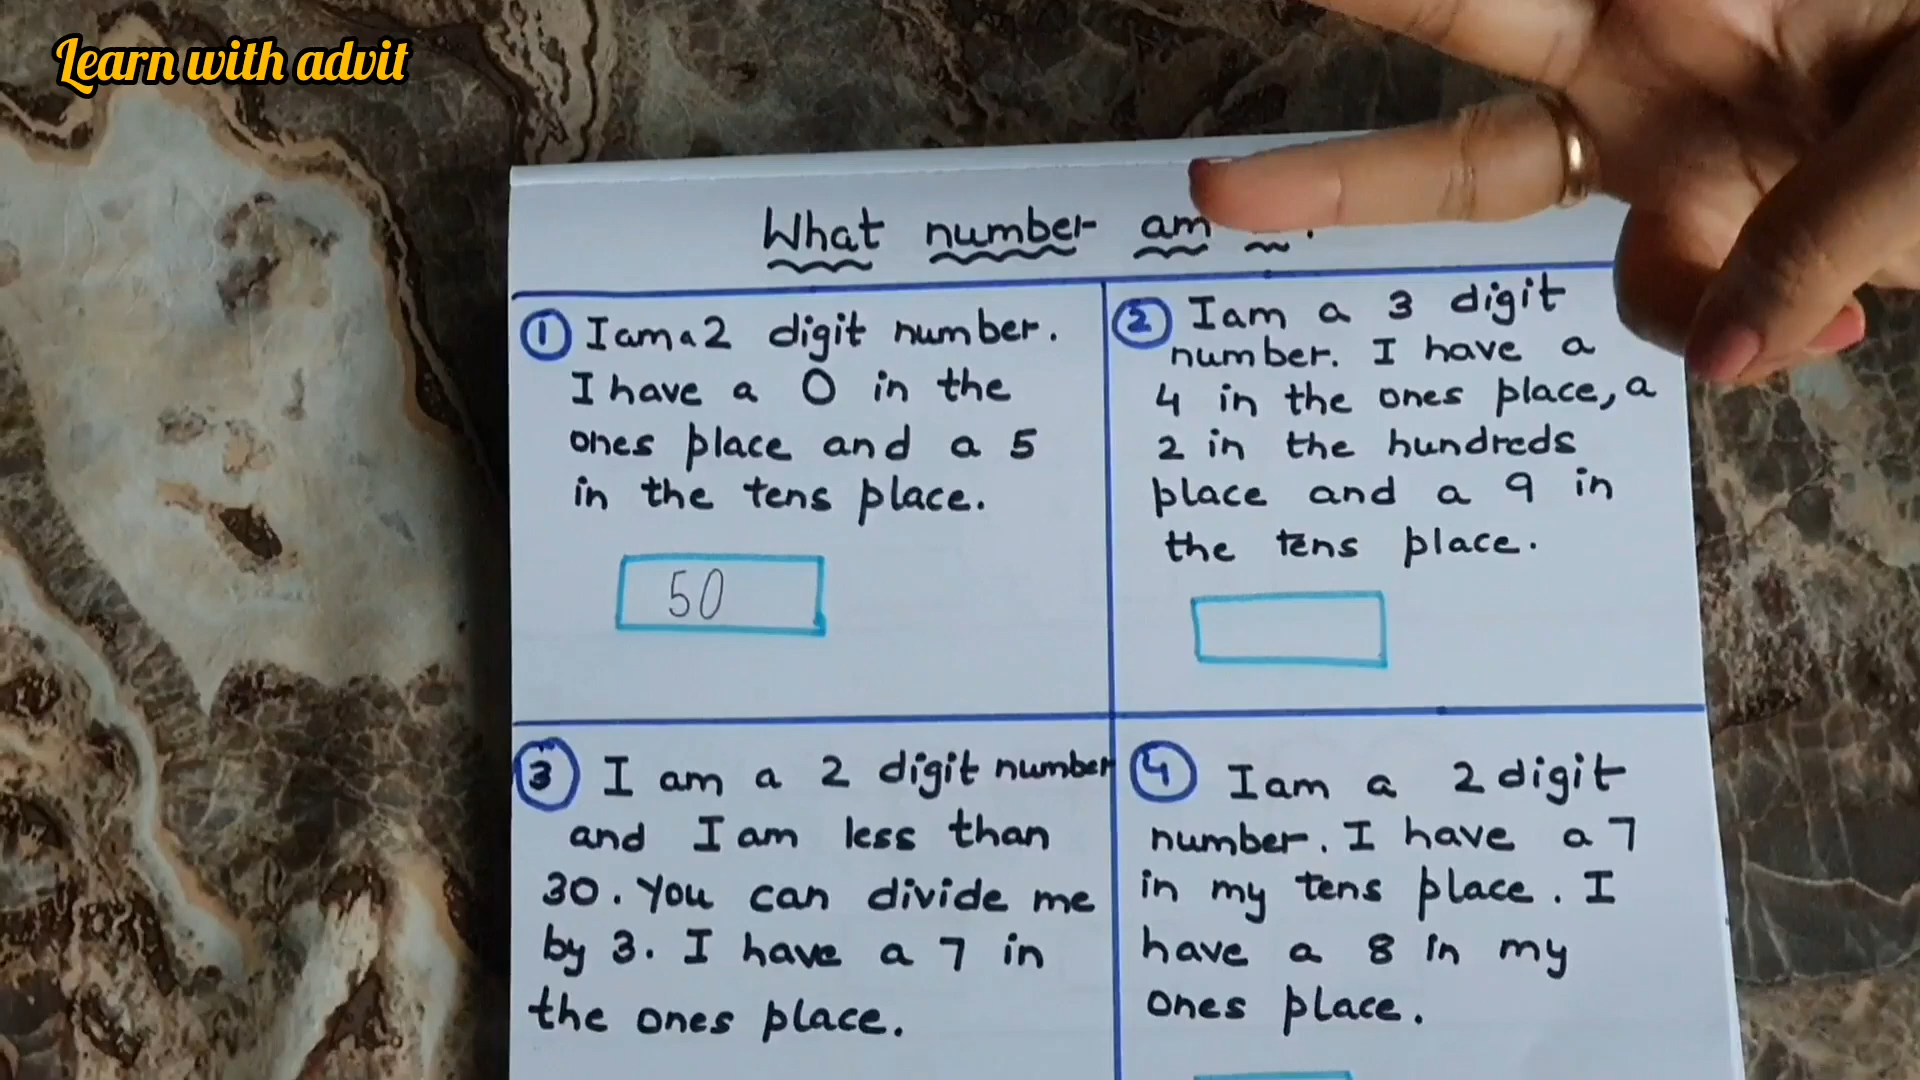 Learn with advit
What number am
① I am a 2 digit number.
I have a 0 in the
ones place and a 5
in the tens place.
50
② I am a 3 digit
number. I have a
4 in the ones place, a
2 in the hundreds
place and a 9 in
the tens place.
③ I am a 2 digit number
and I am less than
30. You can divide me
by 3. I have a 7 in
the ones place.
④ I am a 2 digit
number. I have a 7
in my tens place. I
have a 8 in my
ones place.